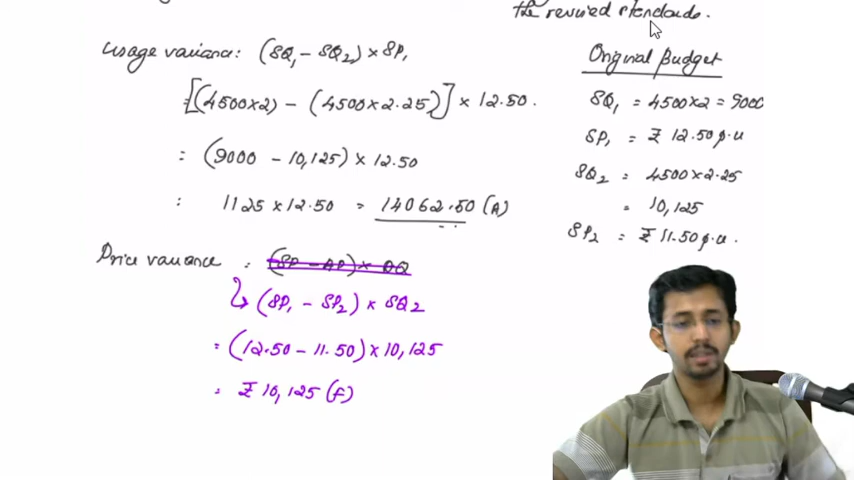 the revised standards.
Usage variance: (SQ₁ – SQ₂) × SP₁
= [(4500×2) – (4500×2.25)] × 12.50.
= (9000 – 10,125) × 12.50
: 1125 × 12.50 = 14062.50 (A)
Original Budget
SQ₁ = 4500×2 = 9000
SP₁ = ₹ 12.50 p.u
SQ₂ = 4500×2.25
= 10,125
SP₂ = ₹ 11.50 p.u.
Price variance : (SP – AP) × AQ
(SP₁ – SP₂) × SQ₂
= (12.50 – 11.50) × 10,125
= ₹ 10,125 (f)